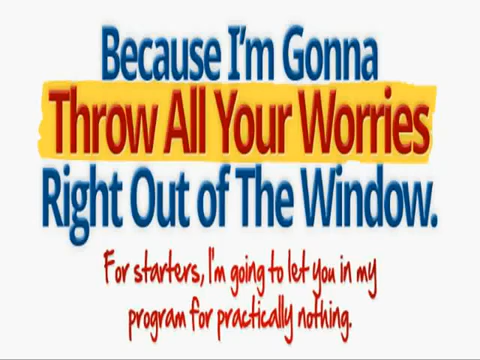 Because I'm Gonna
Throw All Your Worries
Right Out of The Window.
For starters, I'm going to let you in my
program for practically nothing.